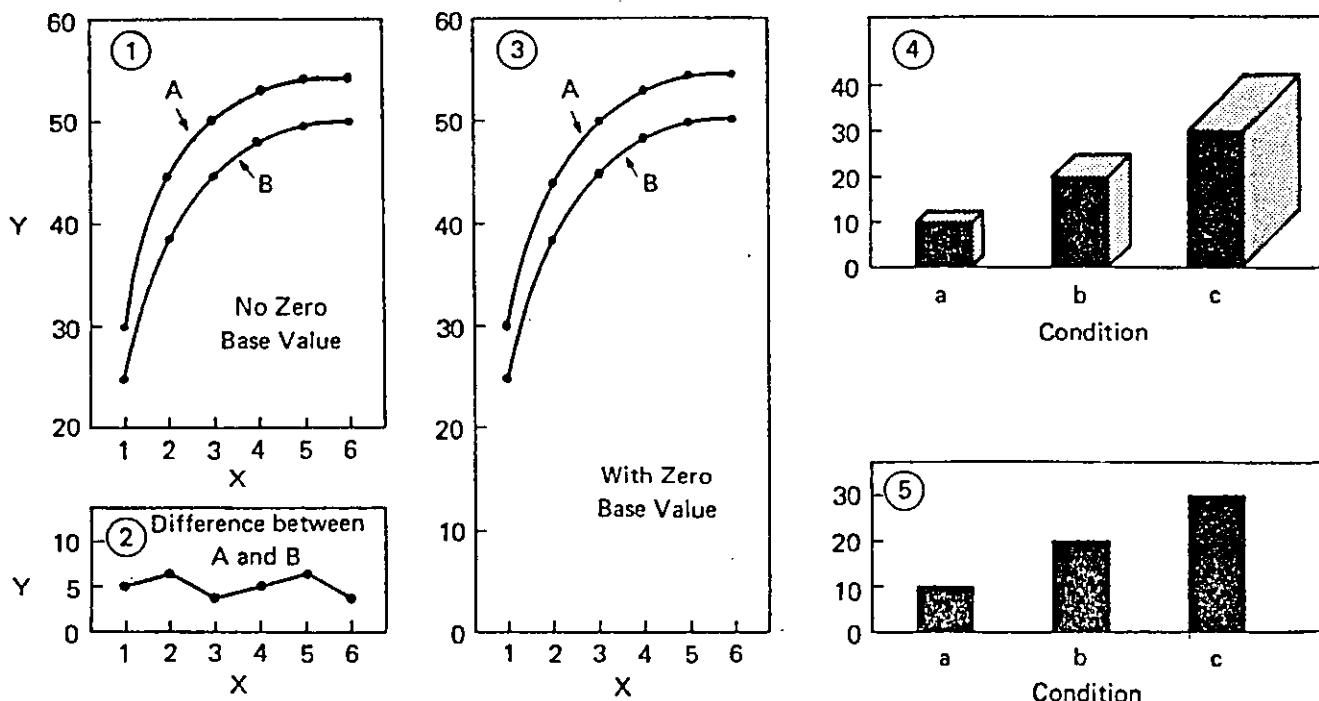 1
60
50
40
30
20
Y
A
B
No Zero
Base Value
1 2 3 4 5 6
X
2
Difference between
A and B
10
5
0
Y
1 2 3 4 5 6
X
3
60
50
40
30
20
10
0
A
B
With Zero
Base Value
1 2 3 4 5 6
X
4
40
30
20
10
0
a b c
Condition
5
30
20
10
0
a b c
Condition